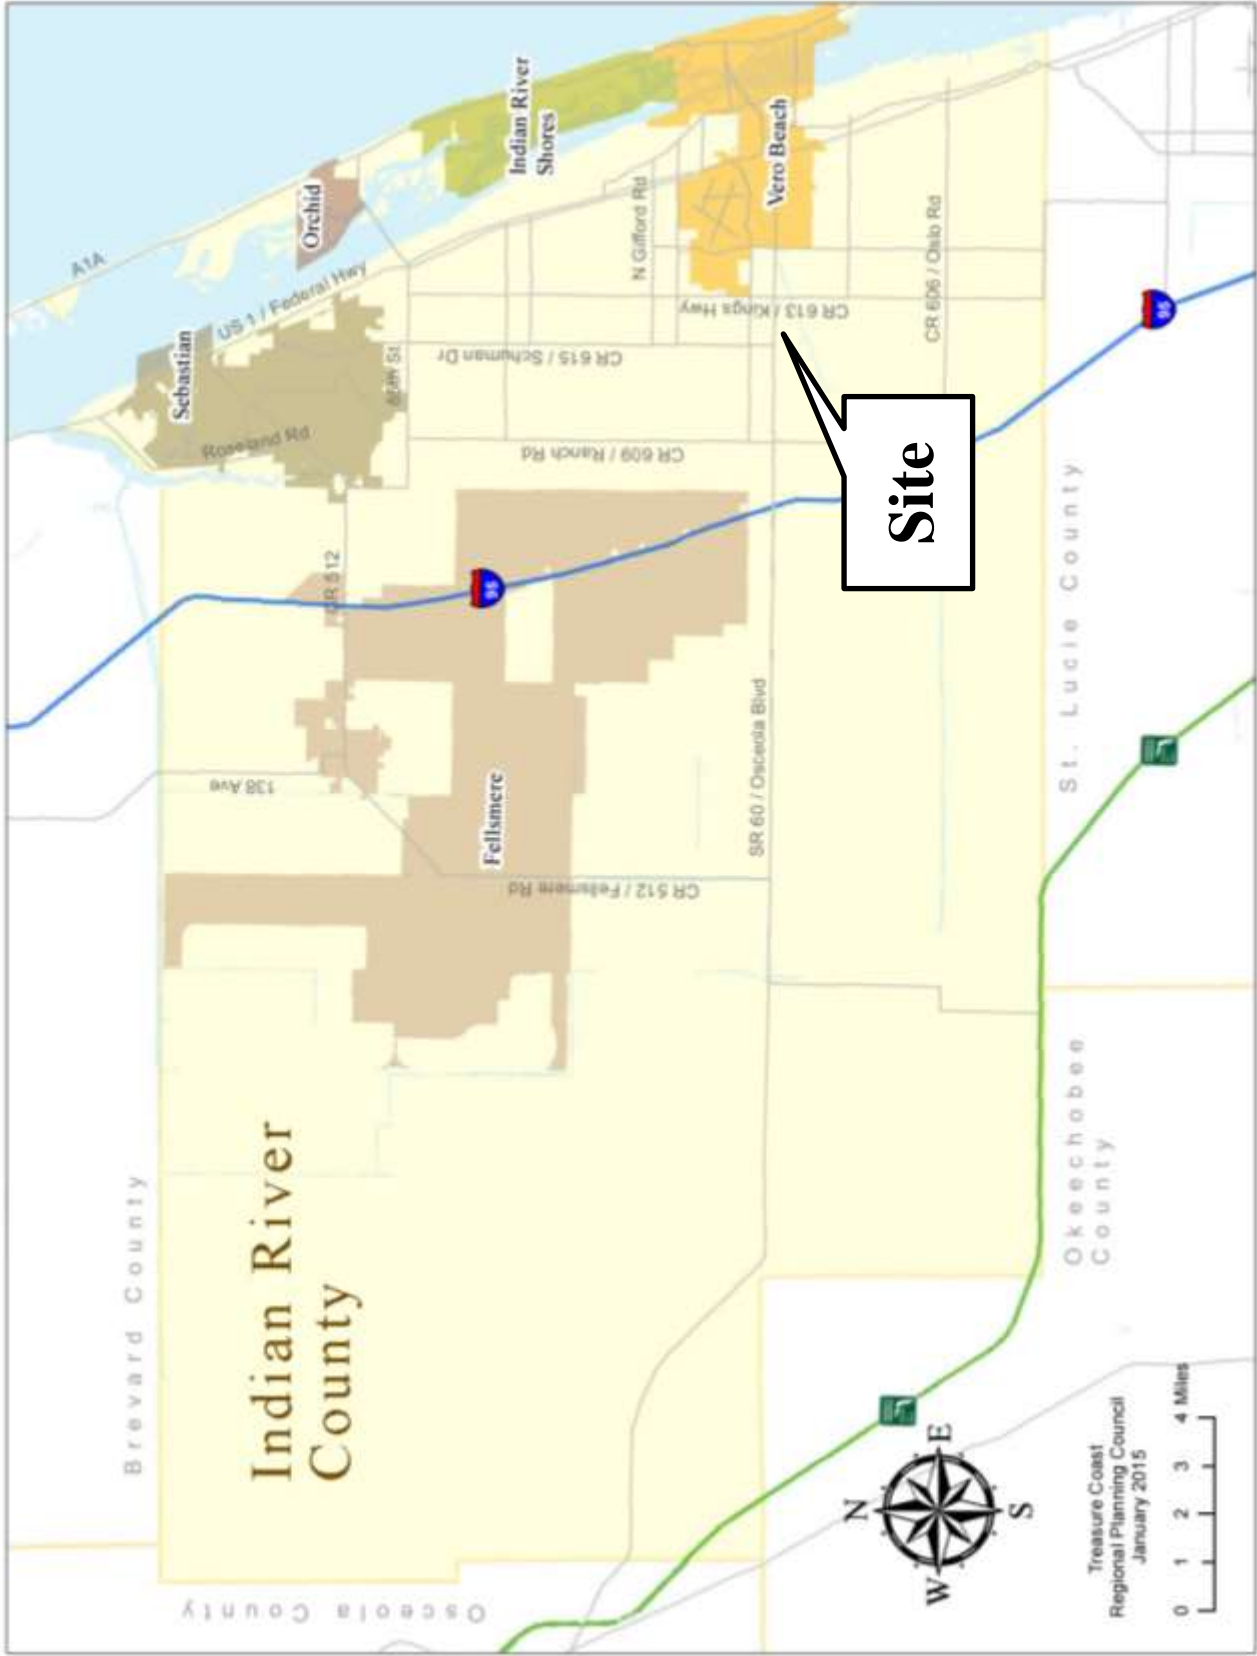 Brevard County
Indian River
County
Osceola County
A1A
US 1 / Federal Hwy
Sebastian
Roseland Rd
Orchid
Indian River
Shores
CR 512
138 Ave
95
Fellsmere
CR 512 / Fellsmere Rd
CR 615 / Schuman Dr
CR 609 / Ranch Rd
N Gifford Rd
CR 613 / Kings Hwy
Vero Beach
SR 60 / Osceola Blvd
CR 606 / Oslo Rd
Site
95
St. Lucie County
Okeechobee
County
N
W
E
S
Treasure Coast
Regional Planning Council
January 2015
0 1 2 3 4 Miles